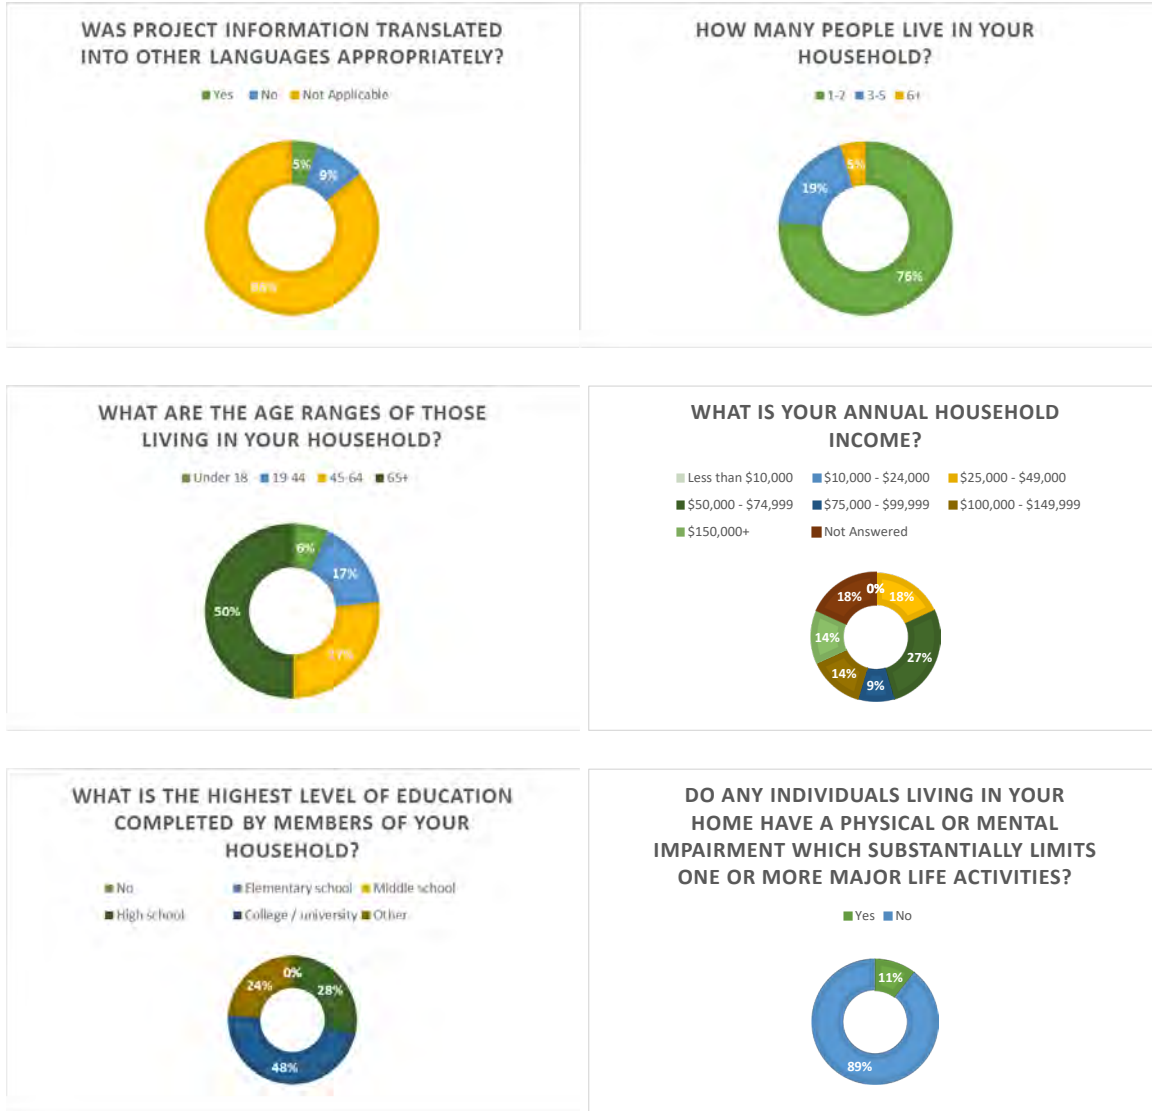 WAS PROJECT INFORMATION TRANSLATED
INTO OTHER LANGUAGES APPROPRIATELY?
Yes No Not Applicable
5%
9%
86%
HOW MANY PEOPLE LIVE IN YOUR
HOUSEHOLD?
1-2 3-5 6+
5%
19%
76%
WHAT ARE THE AGE RANGES OF THOSE
LIVING IN YOUR HOUSEHOLD?
Under 18 19-44 45-64 65+
6%
17%
50%
WHAT IS YOUR ANNUAL HOUSEHOLD
INCOME?
Less than $10,000 $10,000 - $24,000 $25,000 - $49,000
$50,000 - $74,999 $75,000 - $99,999 $100,000 - $149,999
$150,000+ Not Answered
18% 0% 18%
14%
27%
14%
9%
WHAT IS THE HIGHEST LEVEL OF EDUCATION
COMPLETED BY MEMBERS OF YOUR
HOUSEHOLD?
No Elementary school Middle school
High school College / university Other
0%
24% 28%
48%
DO ANY INDIVIDUALS LIVING IN YOUR
HOME HAVE A PHYSICAL OR MENTAL
IMPAIRMENT WHICH SUBSTANTIALLY LIMITS
ONE OR MORE MAJOR LIFE ACTIVITIES?
Yes No
11%
89%